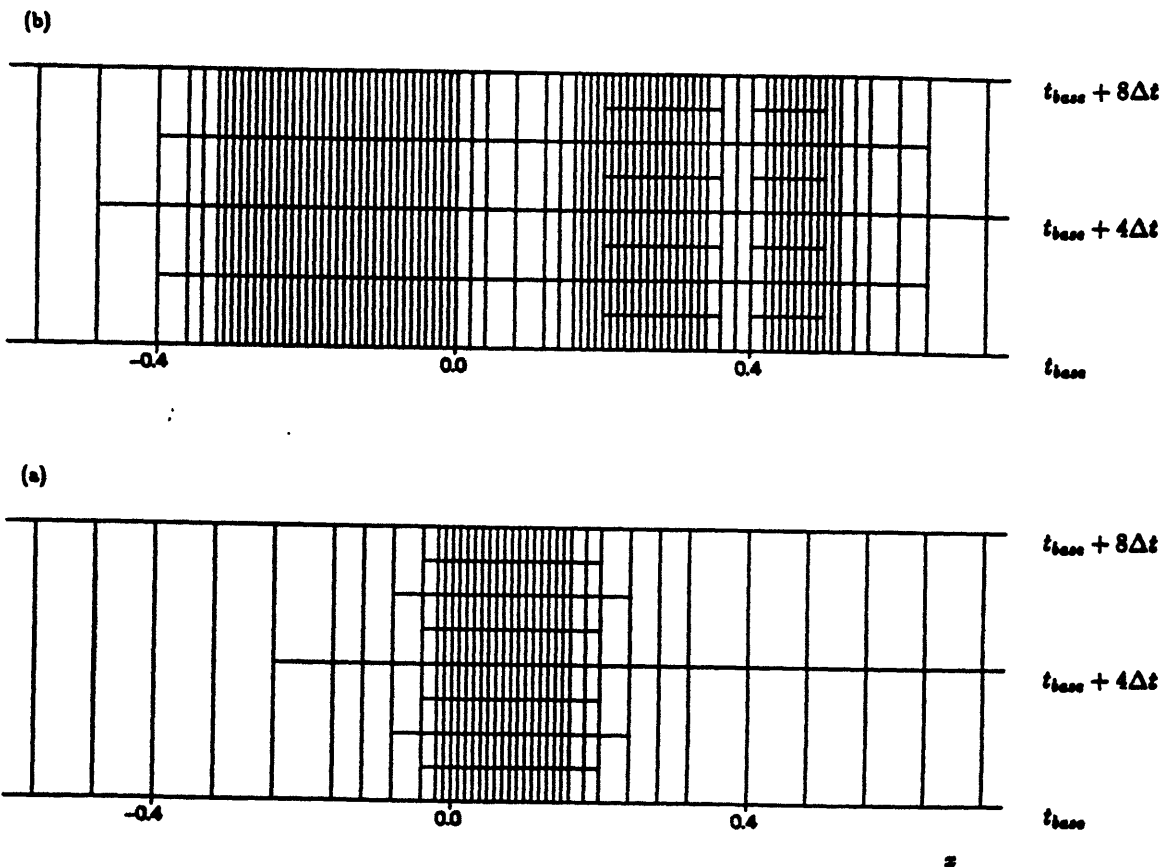 (b)
t_base + 8Δt
t_base + 4Δt
t_base
−0.4 0.0 0.4
(a)
t_base + 8Δt
t_base + 4Δt
t_base
−0.4 0.0 0.4
x